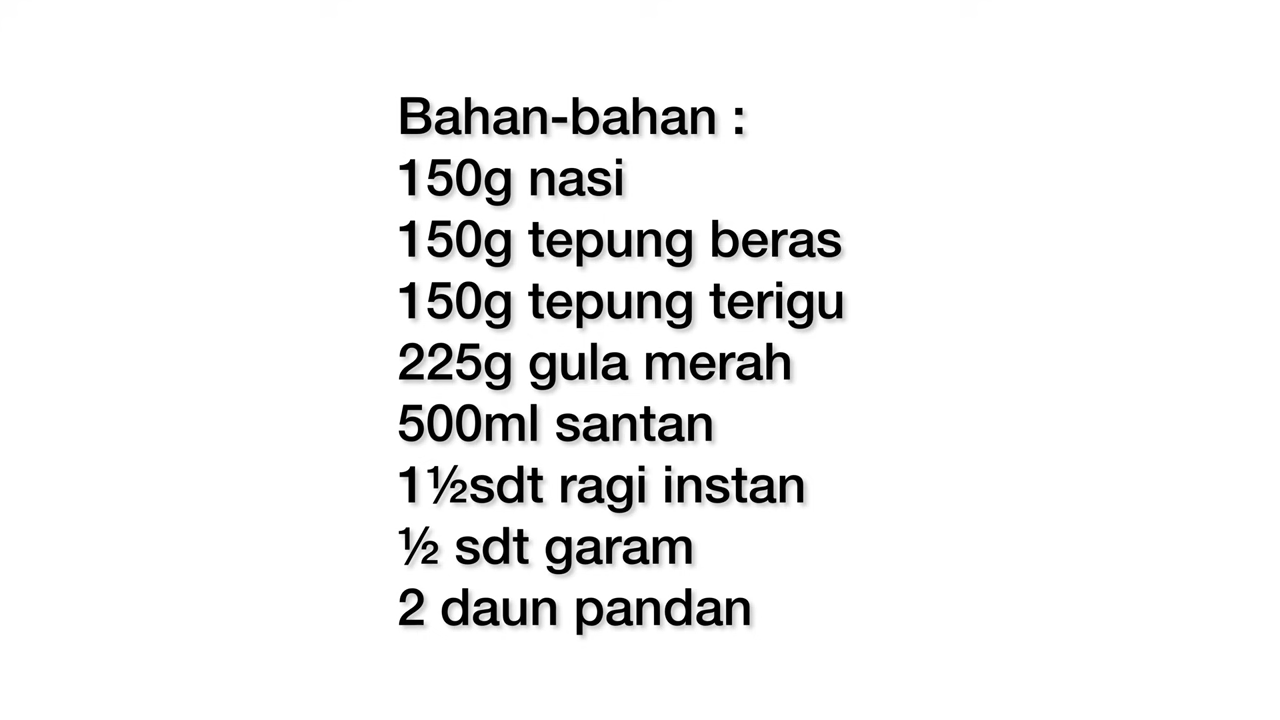 Bahan-bahan :
150g nasi
150g tepung beras
150g tepung terigu
225g gula merah
500ml santan
1½sdt ragi instan
½ sdt garam
2 daun pandan